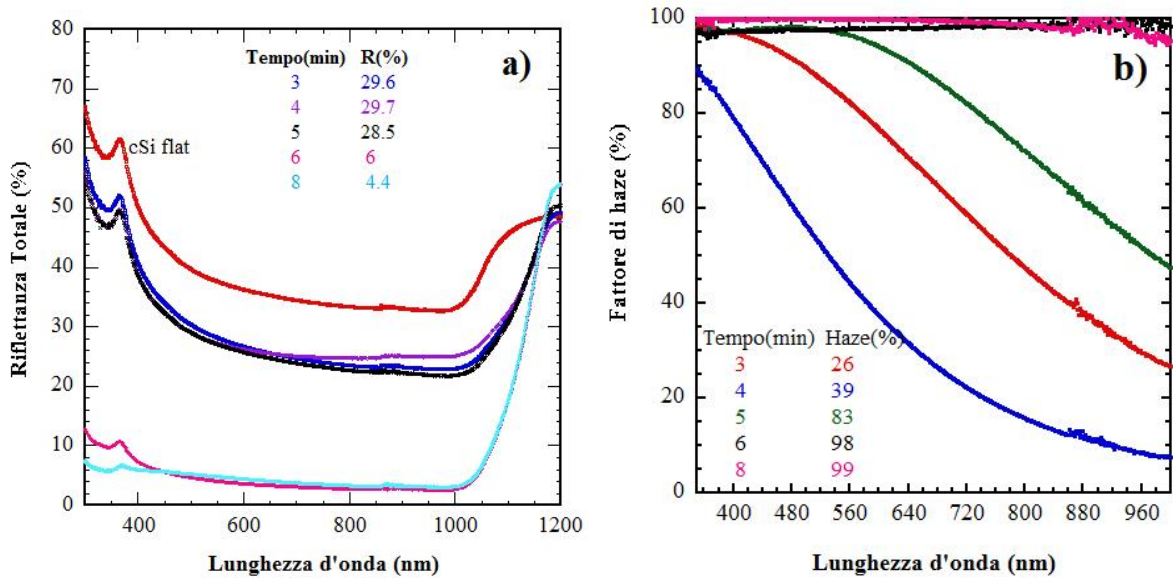 80
70
60
50
40
30
20
10
0
Riflettanza Totale (%)
Tempo(min) R(%)
3 29.6
4 29.7
5 28.5
6 6
8 4.4
a)
cSi flat
400 600 800 1000 1200
Lunghezza d'onda (nm)
100
80
60
40
20
0
Fattore di haze (%)
b)
Tempo(min) Haze(%)
3 26
4 39
5 83
6 98
8 99
400 480 560 640 720 800 880 960
Lunghezza d'onda (nm)